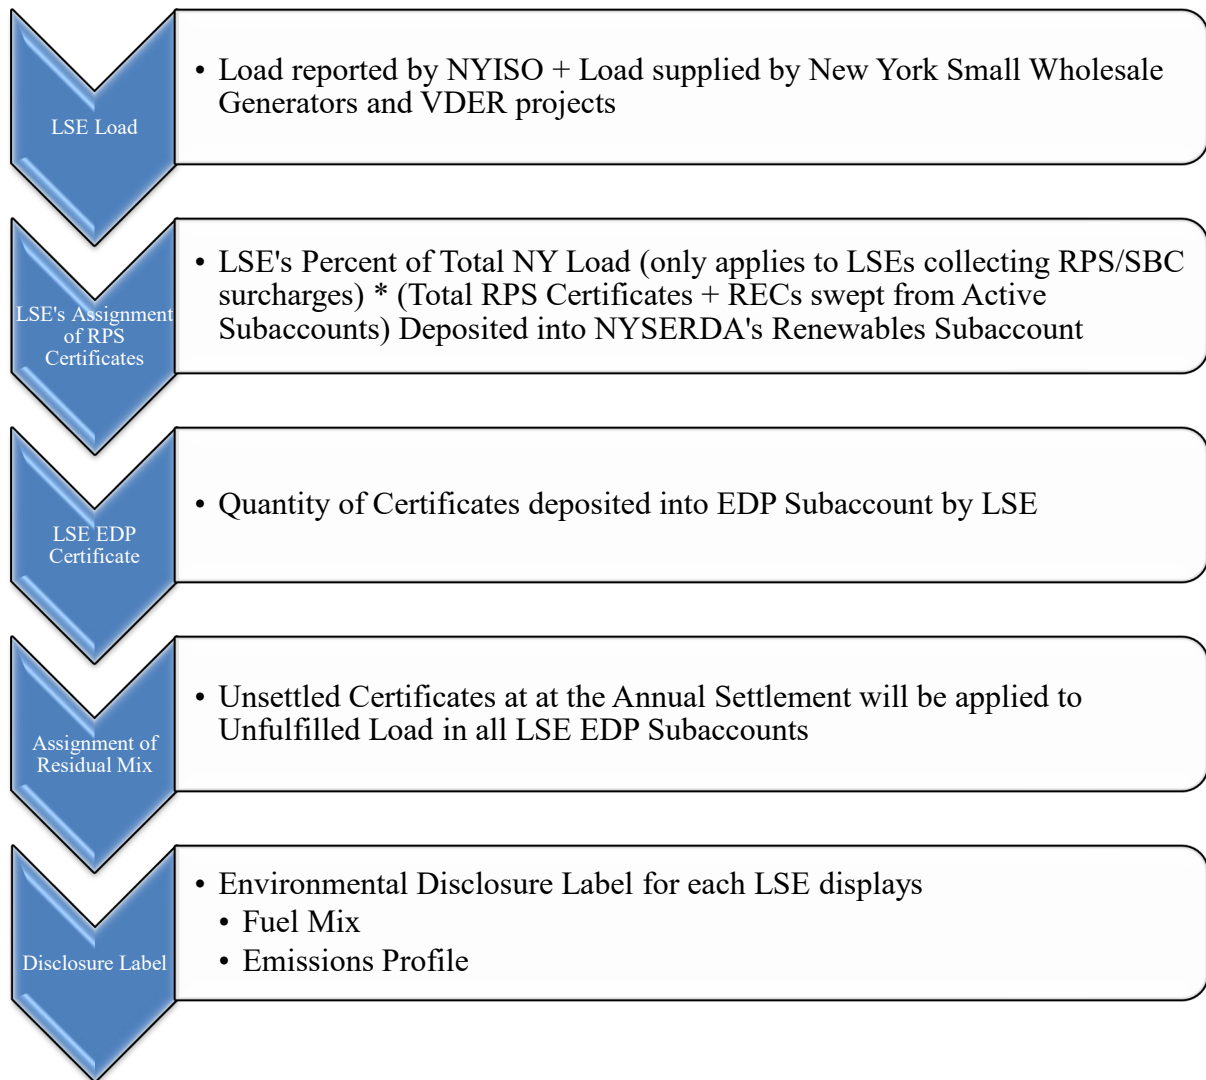 LSE Load
• Load reported by NYISO + Load supplied by New York Small Wholesale
Generators and VDER projects
LSE's Assignment
of RPS
Certificates
• LSE's Percent of Total NY Load (only applies to LSEs collecting RPS/SBC
surcharges) * (Total RPS Certificates + RECs swept from Active
Subaccounts) Deposited into NYSERDA's Renewables Subaccount
LSE EDP
Certificate
• Quantity of Certificates deposited into EDP Subaccount by LSE
Assignment of
Residual Mix
• Unsettled Certificates at at the Annual Settlement will be applied to
Unfulfilled Load in all LSE EDP Subaccounts
Disclosure Label
• Environmental Disclosure Label for each LSE displays
• Fuel Mix
• Emissions Profile